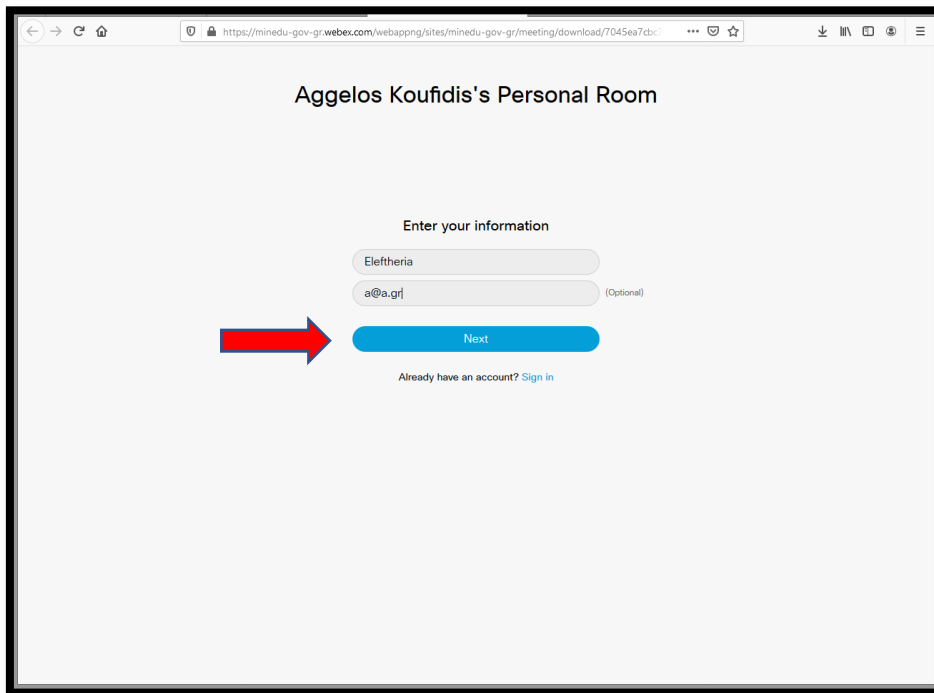 https://minedu-gov-gr.webex.com/webappng/sites/minedu-gov-gr/meeting/download/7045ea7cbc7
Aggelos Koufidis's Personal Room
Enter your information
Eleftheria
a@a.gr
(Optional)
Next
Already have an account? Sign in